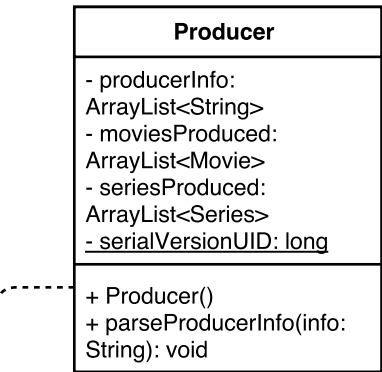 Producer
- producerInfo:
ArrayList<String>
- moviesProduced:
ArrayList<Movie>
- seriesProduced:
ArrayList<Series>
- serialVersionUID: long
+ Producer()
+ parseProducerInfo(info:
String): void